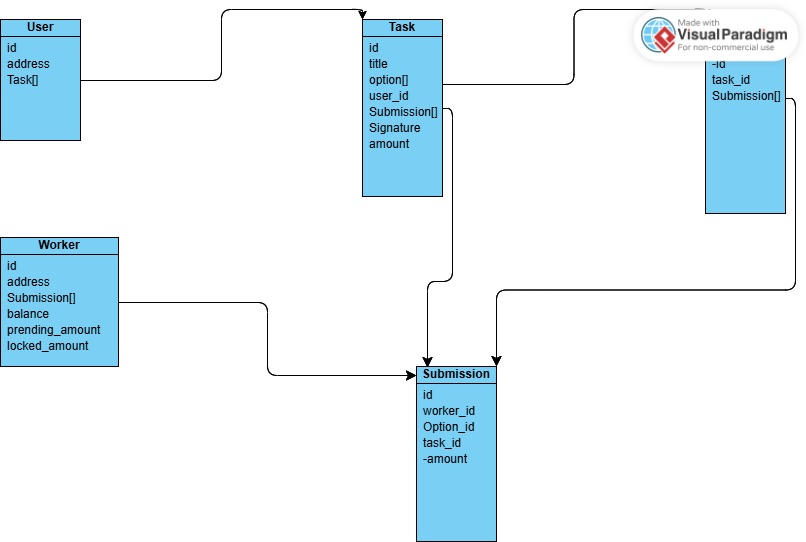 User
id
address
Task[]
Task
id
title
option[]
user_id
Submission[]
Signature
amount
Made with
Visual Paradigm
For non-commercial use
-id
task_id
Submission[]
Worker
id
address
Submission[]
balance
prending_amount
locked_amount
Submission
id
worker_id
Option_id
task_id
-amount